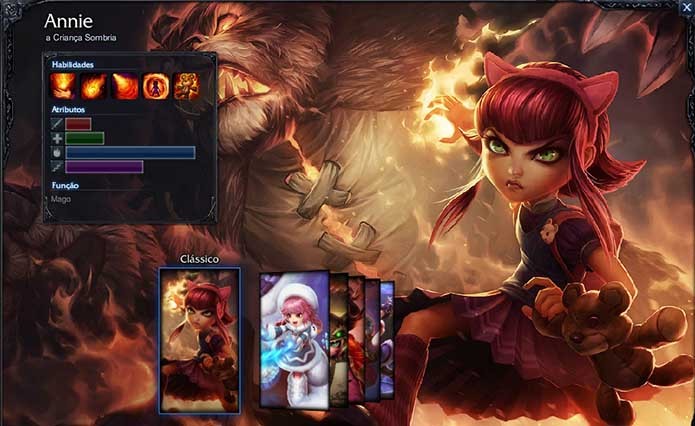 Annie
a Criança Sombria
Habilidades
Atributos
Função
Mago
Clássico